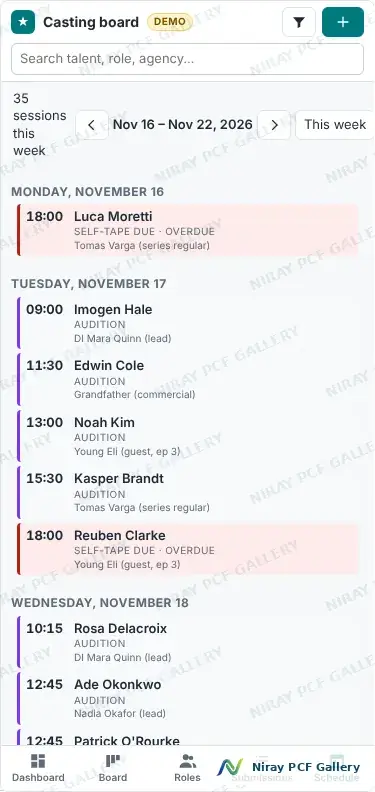 Casting board DEMO
Search talent, role, agency...
35
sessions
this
week
Nov 16 – Nov 22, 2026
This week
MONDAY, NOVEMBER 16
18:00 Luca Moretti
SELF-TAPE DUE · OVERDUE
Tomas Varga (series regular)
TUESDAY, NOVEMBER 17
09:00 Imogen Hale
AUDITION
DI Mara Quinn (lead)
11:30 Edwin Cole
AUDITION
Grandfather (commercial)
13:00 Noah Kim
AUDITION
Young Eli (guest, ep 3)
15:30 Kasper Brandt
AUDITION
Tomas Varga (series regular)
18:00 Reuben Clarke
SELF-TAPE DUE · OVERDUE
Young Eli (guest, ep 3)
WEDNESDAY, NOVEMBER 18
10:15 Rosa Delacroix
AUDITION
DI Mara Quinn (lead)
12:45 Ade Okonkwo
AUDITION
Nadia Okafor (lead)
12:45 Patrick O'Rourke
Dashboard Board Roles Submissions Schedule
Niray PCF Gallery
NIRAY PCF GALLERY